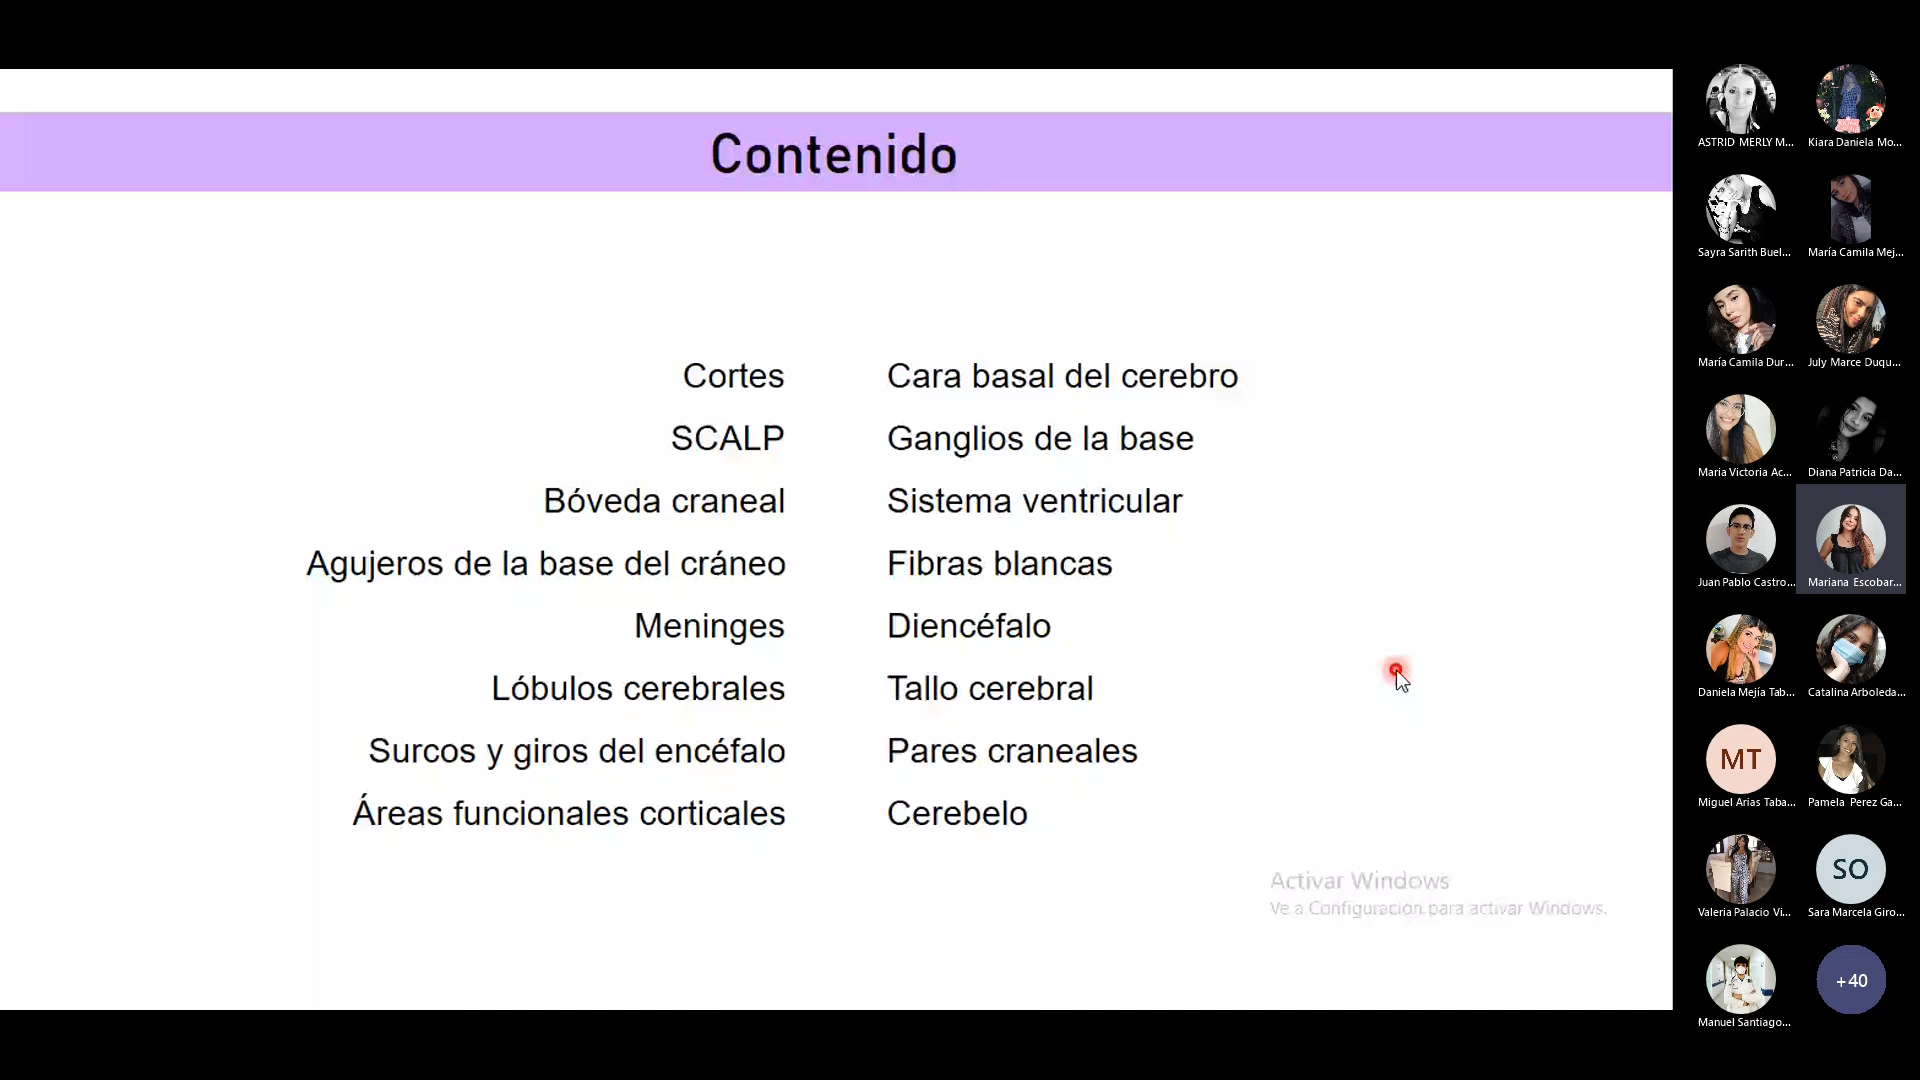 Contenido
Cortes
SCALP
Bóveda craneal
Agujeros de la base del cráneo
Meninges
Lóbulos cerebrales
Surcos y giros del encéfalo
Áreas funcionales corticales
Cara basal del cerebro
Ganglios de la base
Sistema ventricular
Fibras blancas
Diencéfalo
Tallo cerebral
Pares craneales
Cerebelo
Activar Windows
Ve a Configuración para activar Windows.
ASTRID MERLY M...
Kiara Daniela Mo...
Sayra Sarith Buel...
María Camila Mej...
María Camila Dur...
July Marce Duqu...
Maria Victoria Ac...
Diana Patricia Da...
Juan Pablo Castro...
Mariana Escobar...
Daniela Mejía Tab...
Catalina Arboleda...
MT
Miguel Arias Taba...
Pamela Perez Ga...
Valeria Palacio Vi...
SO
Sara Marcela Giro...
Manuel Santiago...
+40